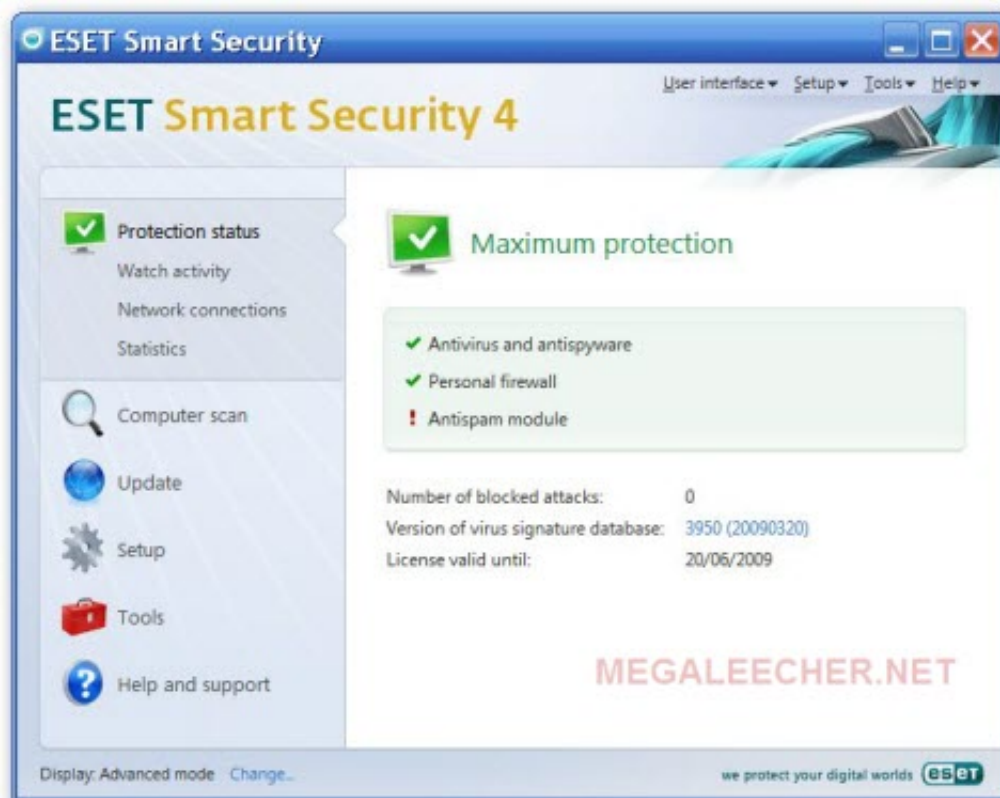 ESET Smart Security
User interface Setup Tools Help
ESET Smart Security 4
Protection status
Watch activity
Network connections
Statistics
Computer scan
Update
Setup
Tools
Help and support
Maximum protection
Antivirus and antispyware
Personal firewall
! Antispam module
Number of blocked attacks: 0
Version of virus signature database: 3950 (20090320)
License valid until: 20/06/2009
MEGALEECHER.NET
Display: Advanced mode Change...
we protect your digital worlds eset